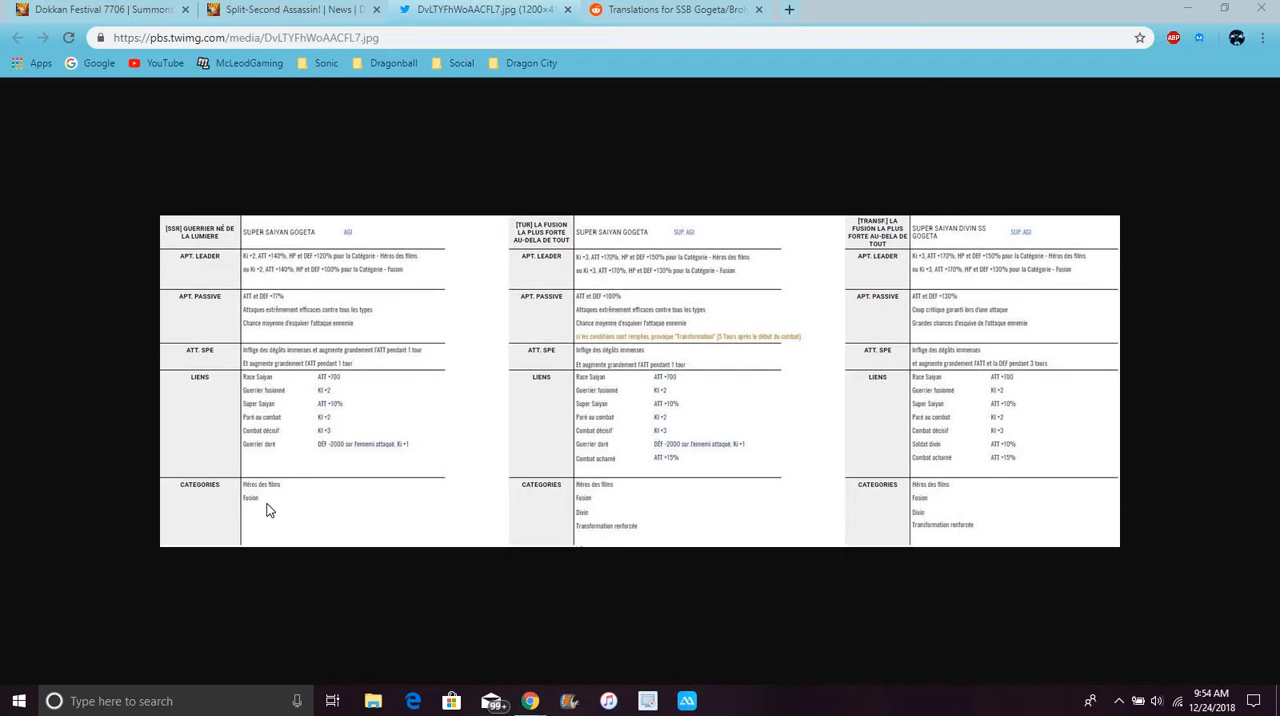 Dokkan Festival 7706 | Summons
Split-Second Assassin! | News | D
DvLTYFhWoAACFL7.jpg (1200×4
Translations for SSB Gogeta/Brol
https://pbs.twimg.com/media/DvLTYFhWoAACFL7.jpg
Apps
Google
YouTube
McLeodGaming
Sonic
Dragonball
Social
Dragon City
[SSR] GUERRIER NÉ DE
LA LUMIERE
SUPER SAIYAN GOGETA AGI
APT. LEADER
Ki +2, ATT +140%, HP et DEF +120% pour la Catégorie - Héros des films
ou Ki +2, ATT +140%, HP et DEF +100% pour la Catégorie - Fusion
APT. PASSIVE
ATT et DEF +77%
Attaques extrêmement efficaces contre tous les types
Chance moyenne d'esquiver l'attaque ennemie
ATT. SPE
Inflige des dégâts immenses et augmente grandement l'ATT pendant 1 tour
Et augmente grandement l'ATT pendant 1 tour
LIENS
Race Saiyan ATT +700
Guerrier fusionné KI +2
Super Saiyan ATT +10%
Paré au combat KI +2
Combat décisif KI +3
Guerrier doré DÉF -2000 sur l'ennemi attaqué, Ki +1
CATEGORIES
Héros des films
Fusion
[TUR] LA FUSION
LA PLUS FORTE
AU-DELA DE TOUT
SUPER SAIYAN GOGETA SUP. AGI
APT. LEADER
Ki +3, ATT +170%, HP et DEF +150% pour la Catégorie - Héros des films
ou Ki +3, ATT +170%, HP et DEF +130% pour la Catégorie - Fusion
APT. PASSIVE
ATT et DEF +100%
Attaques extrêmement efficaces contre tous les types
Chance moyenne d'esquiver l'attaque ennemie
si les conditions sont remplies, provoque "Transformation" (5 Tours après le début du combat)
ATT. SPE
Inflige des dégâts immenses
Et augmente grandement l'ATT pendant 1 tour
LIENS
Race Saiyan ATT +700
Guerrier fusionné KI +2
Super Saiyan ATT +10%
Paré au combat KI +2
Combat décisif KI +3
Guerrier doré DÉF -2000 sur l'ennemi attaqué, Ki +1
Combat acharné ATT +15%
CATEGORIES
Héros des films
Fusion
Divin
Transformation renforcée
[TRANSF.] LA
FUSION LA PLUS
FORTE AU-DELA DE
TOUT
SUPER SAIYAN DIVIN SS
GOGETA
SUP. AGI
APT. LEADER
Ki +3, ATT +170%, HP et DEF +150% pour la Catégorie - Héros des films
ou Ki +3, ATT +170%, HP et DEF +130% pour la Catégorie - Fusion
APT. PASSIVE
ATT et DEF +130%
Coup critique garanti lors d'une attaque
Grandes chances d'esquive de l'attaque ennemie
ATT. SPE
Inflige des dégâts immenses
et augmente grandement l'ATT et la DEF pendant 3 tours
LIENS
Race Saiyan ATT +700
Guerrier fusionné KI +2
Super Saiyan ATT +10%
Paré au combat KI +2
Combat décisif KI +3
Soldat divin ATT +10%
Combat acharné ATT +15%
CATEGORIES
Héros des films
Fusion
Divin
Transformation renforcée
Type here to search
99+
9:54 AM
12/24/2018